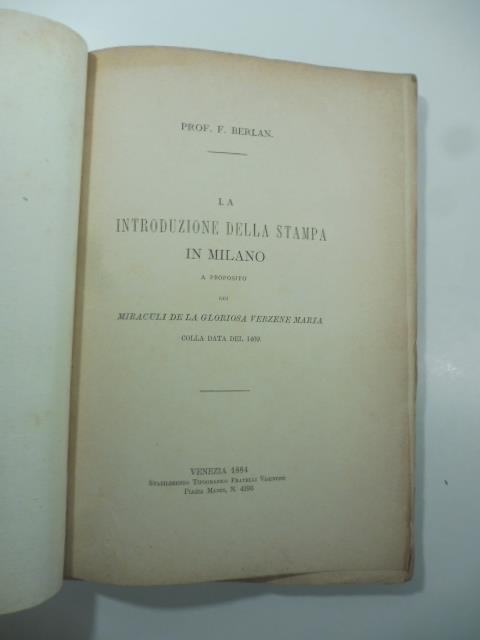 PROF. F. BERLAN.
LA
INTRODUZIONE DELLA STAMPA
IN MILANO
A PROPOSITO
DEI
MIRACULI DE LA GLORIOSA VERZENE MARIA
COLLA DATA DEL 1469.
VENEZIA 1884
STABILIMENTO TIPOGRAFICO FRATELLI VISENTINI
PIAZZA MANIN, N.